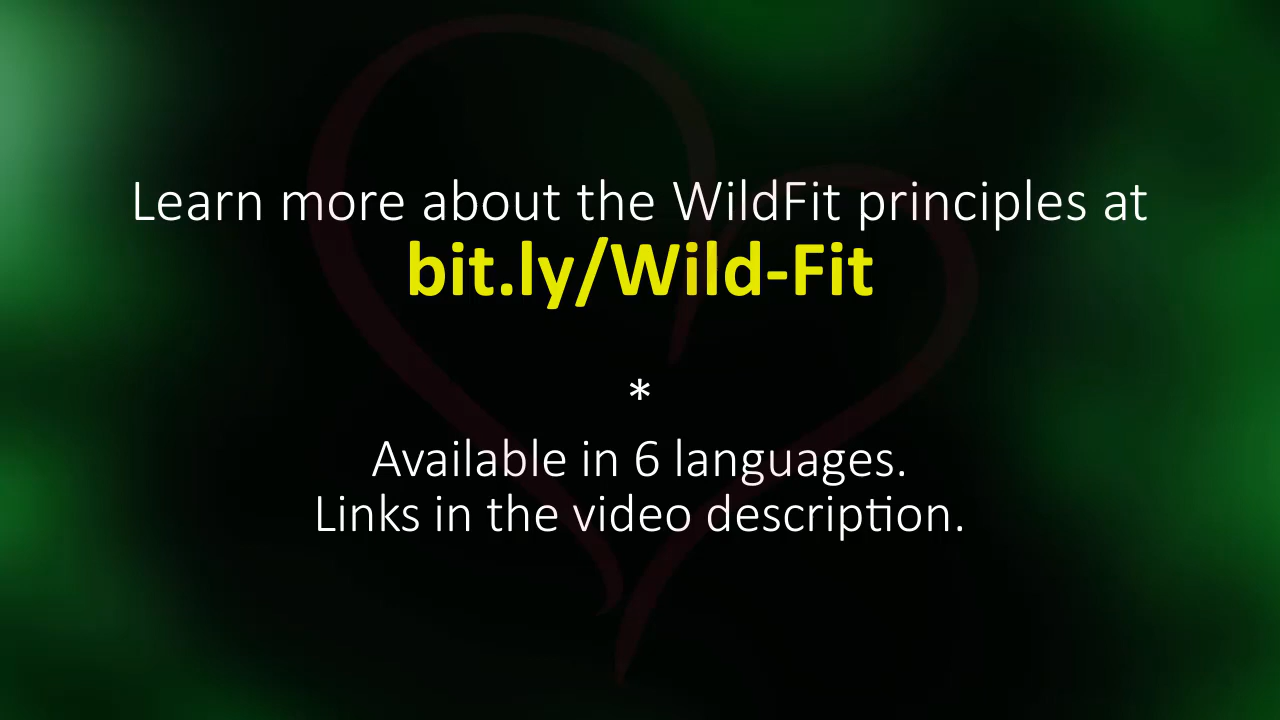 Learn more about the WildFit principles at
bit.ly/Wild-Fit
*
Available in 6 languages.
Links in the video description.